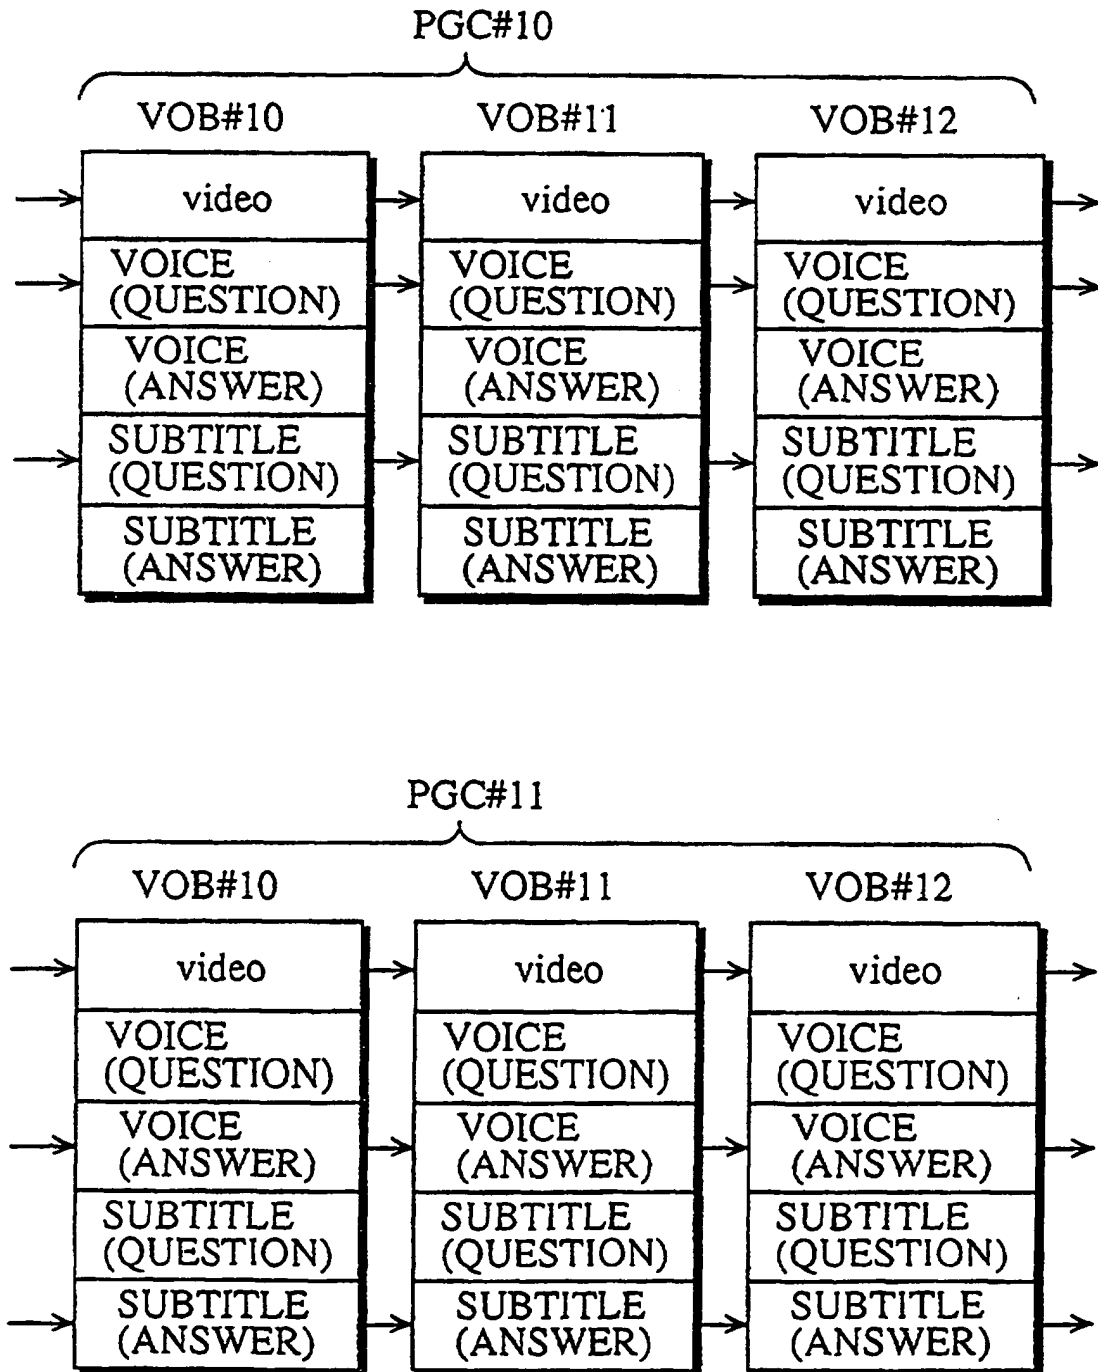 PGC#10
VOB#10 VOB#11 VOB#12
video video video
VOICE VOICE VOICE
(QUESTION) (QUESTION) (QUESTION)
VOICE VOICE VOICE
(ANSWER) (ANSWER) (ANSWER)
SUBTITLE SUBTITLE SUBTITLE
(QUESTION) (QUESTION) (QUESTION)
SUBTITLE SUBTITLE SUBTITLE
(ANSWER) (ANSWER) (ANSWER)
PGC#11
VOB#10 VOB#11 VOB#12
video video video
VOICE VOICE VOICE
(QUESTION) (QUESTION) (QUESTION)
VOICE VOICE VOICE
(ANSWER) (ANSWER) (ANSWER)
SUBTITLE SUBTITLE SUBTITLE
(QUESTION) (QUESTION) (QUESTION)
SUBTITLE SUBTITLE SUBTITLE
(ANSWER) (ANSWER) (ANSWER)